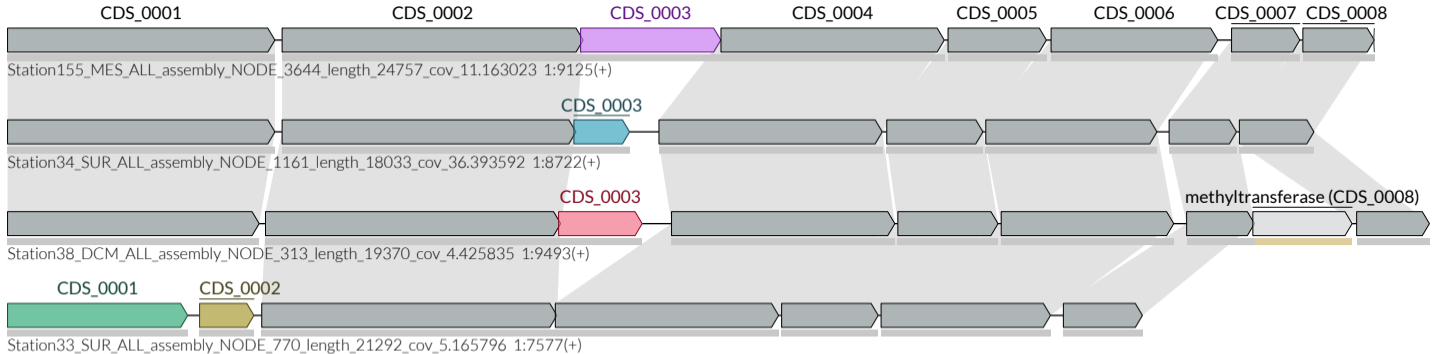 CDS_0001 CDS_0002 CDS_0003 CDS_0004 CDS_0005 CDS_0006 CDS_0007 CDS_0008
Station155_MES_ALL_assembly_NODE_3644_length_24757_cov_11.163023 1:9125(+)
CDS_0003
Station34_SUR_ALL_assembly_NODE_1161_length_18033_cov_36.393592 1:8722(+)
CDS_0003 methyltransferase (CDS_0008)
Station38_DCM_ALL_assembly_NODE_313_length_19370_cov_4.425835 1:9493(+)
CDS_0001 CDS_0002
Station33_SUR_ALL_assembly_NODE_770_length_21292_cov_5.165796 1:7577(+)